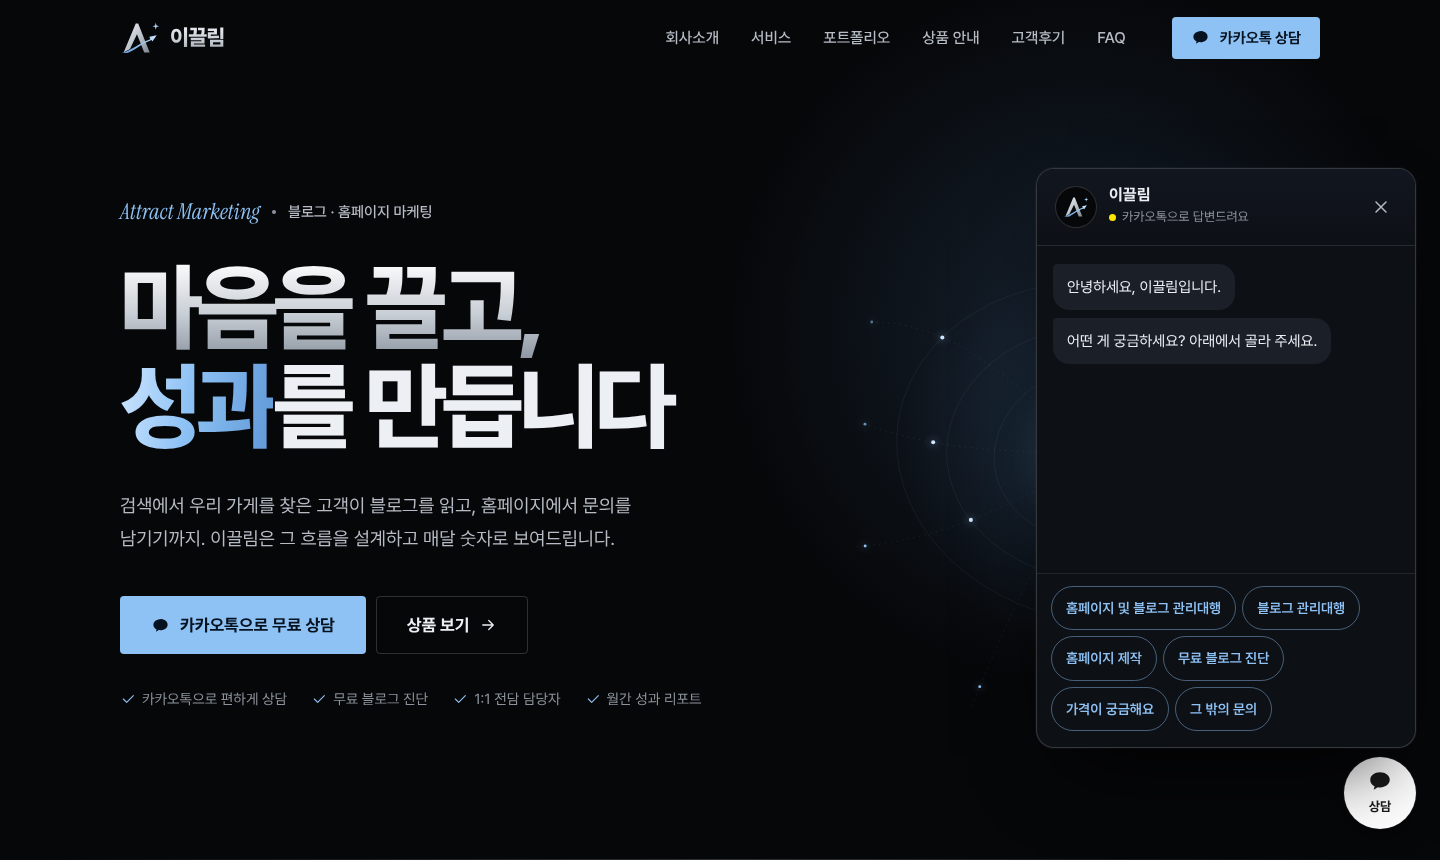 이끌림
회사소개
서비스
포트폴리오
상품 안내
고객후기
FAQ
카카오톡 상담
Attract Marketing • 블로그 · 홈페이지 마케팅
마음을 끌고,
성과를 만듭니다
검색에서 우리 가게를 찾은 고객이 블로그를 읽고, 홈페이지에서 문의를
남기기까지. 이끌림은 그 흐름을 설계하고 매달 숫자로 보여드립니다.
카카오톡으로 무료 상담
상품 보기 →
카카오톡으로 편하게 상담
무료 블로그 진단
1:1 전담 담당자
월간 성과 리포트
이끌림
카카오톡으로 답변드려요
안녕하세요, 이끌림입니다.
어떤 게 궁금하세요? 아래에서 골라 주세요.
홈페이지 및 블로그 관리대행
블로그 관리대행
홈페이지 제작
무료 블로그 진단
가격이 궁금해요
그 밖의 문의
상담